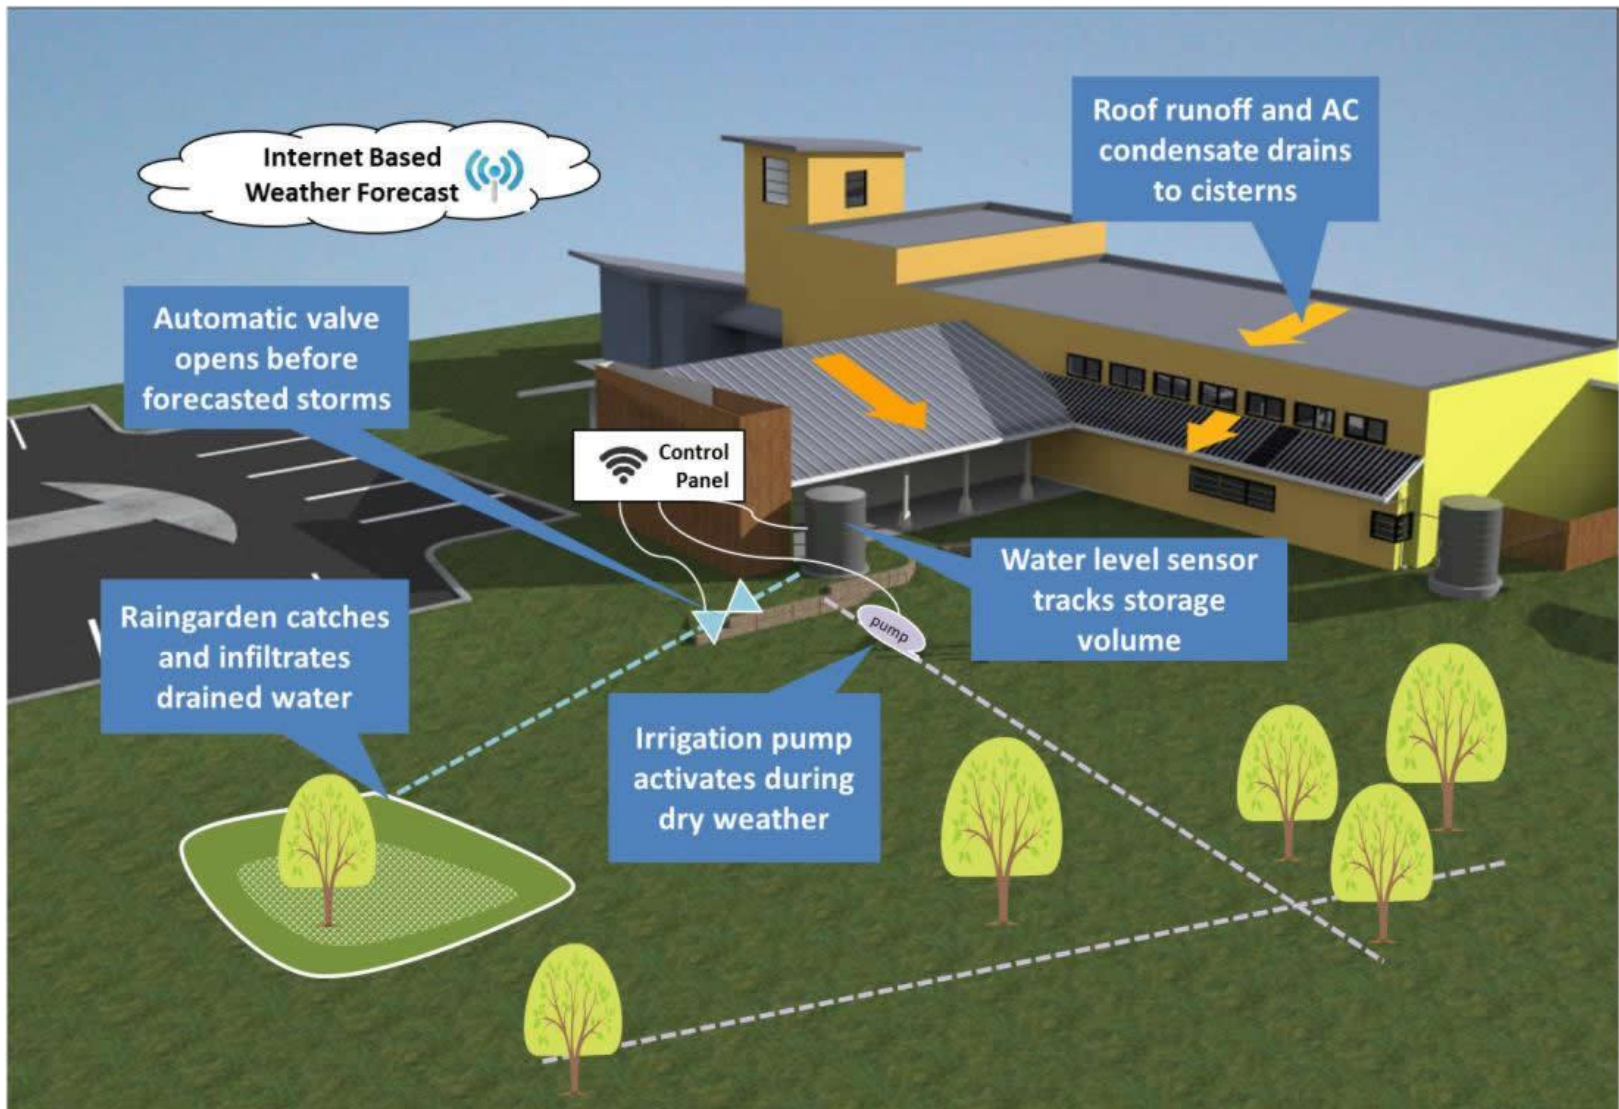 Internet Based
Weather Forecast
Roof runoff and AC
condensate drains
to cisterns
Automatic valve
opens before
forecasted storms
Control
Panel
Water level sensor
tracks storage
volume
Raingarden catches
and infiltrates
drained water
pump
Irrigation pump
activates during
dry weather